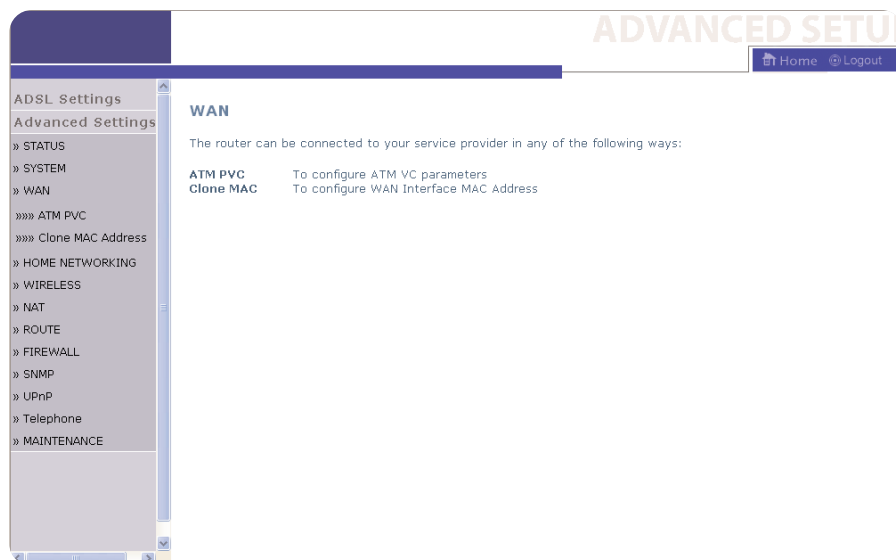 ADVANCED SETU
Home Logout
ADSL Settings
Advanced Settings
» STATUS
» SYSTEM
» WAN
»»» ATM PVC
»»» Clone MAC Address
» HOME NETWORKING
» WIRELESS
» NAT
» ROUTE
» FIREWALL
» SNMP
» UPnP
» Telephone
» MAINTENANCE
WAN
The router can be connected to your service provider in any of the following ways:
ATM PVC To configure ATM VC parameters
Clone MAC To configure WAN Interface MAC Address